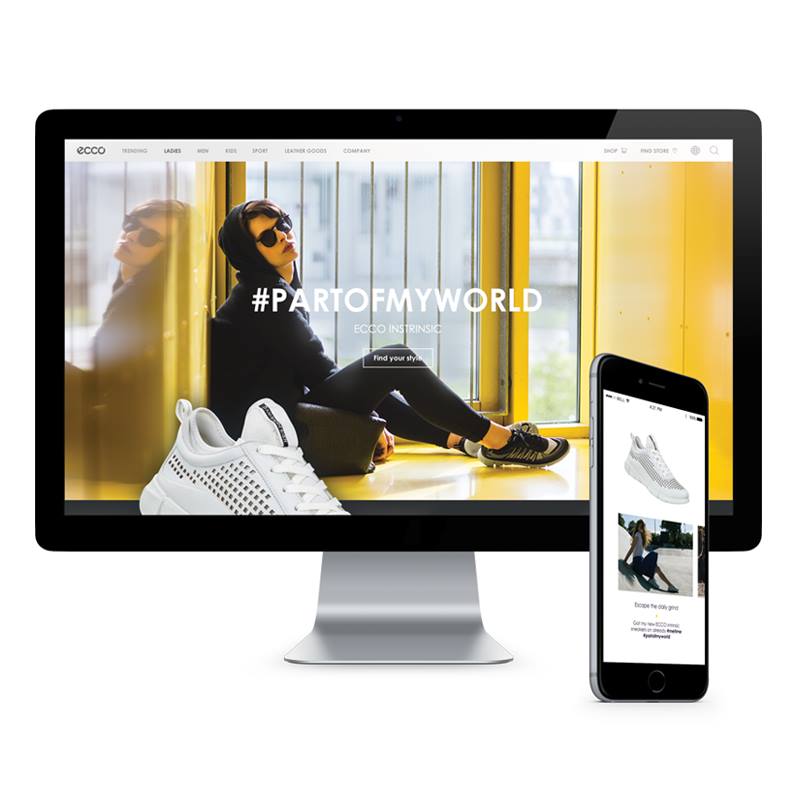 ecco TRENDING LADIES MEN KIDS SPORT LEATHER GOODS COMPANY SHOP FIND STORE
#PARTOFMYWORLD
ECCO INSTRINSIC
Find your style
BELL
4:21 PM
Escape the daily grind
Got my new ECCO Intrinsic
sneakers on already #metime
#partofmyworld